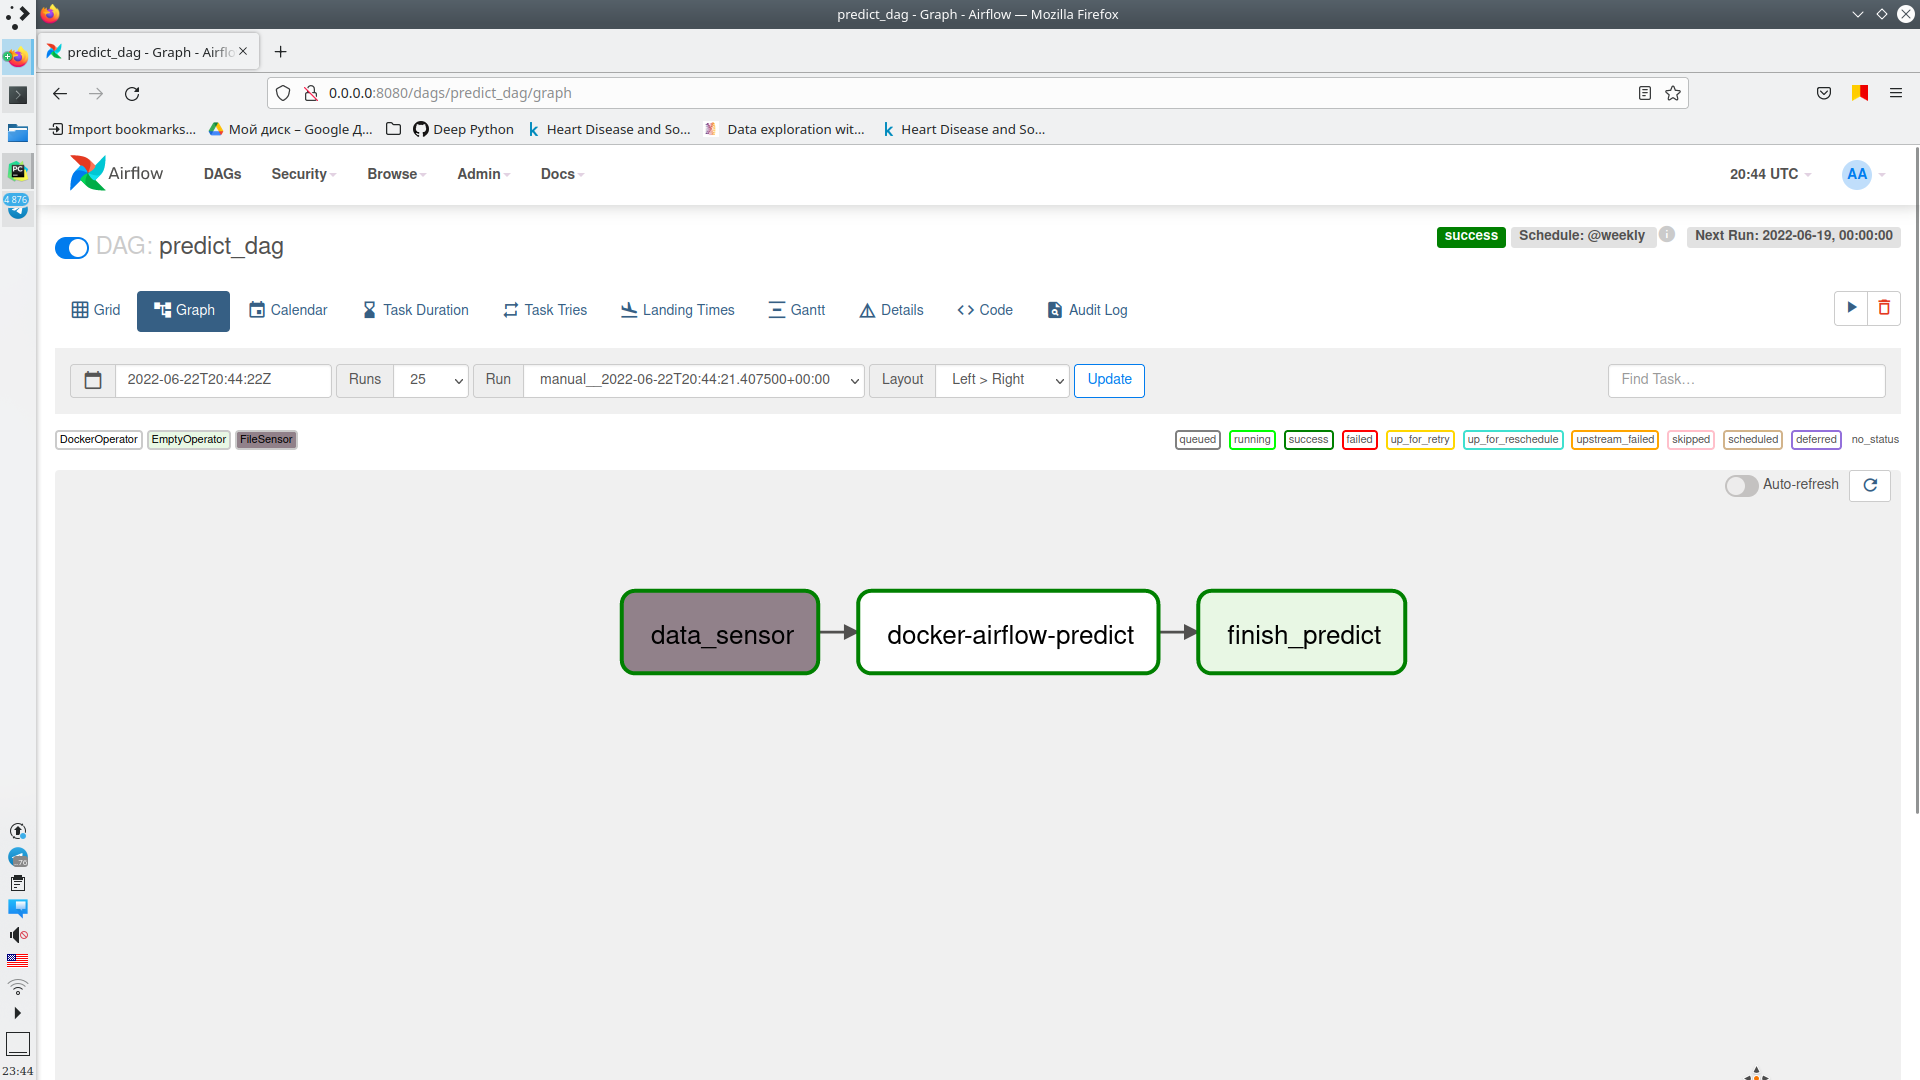 predict_dag - Graph - Airflow — Mozilla Firefox
predict_dag - Graph - Airflo
0.0.0.0:8080/dags/predict_dag/graph
Import bookmarks... Мой диск – Google Д... Deep Python Heart Disease and So... Data exploration wit... Heart Disease and So...
Airflow DAGs Security Browse Admin Docs 20:44 UTC AA
4 876
DAG: predict_dag success Schedule: @weekly Next Run: 2022-06-19, 00:00:00
Grid Graph Calendar Task Duration Task Tries Landing Times Gantt Details Code Audit Log
2022-06-22T20:44:22Z Runs 25 Run manual__2022-06-22T20:44:21.407500+00:00 Layout Left > Right Update Find Task...
DockerOperator EmptyOperator FileSensor queued running success failed up_for_retry up_for_reschedule upstream_failed skipped scheduled deferred no_status
Auto-refresh
data_sensor docker-airflow-predict finish_predict
23:44